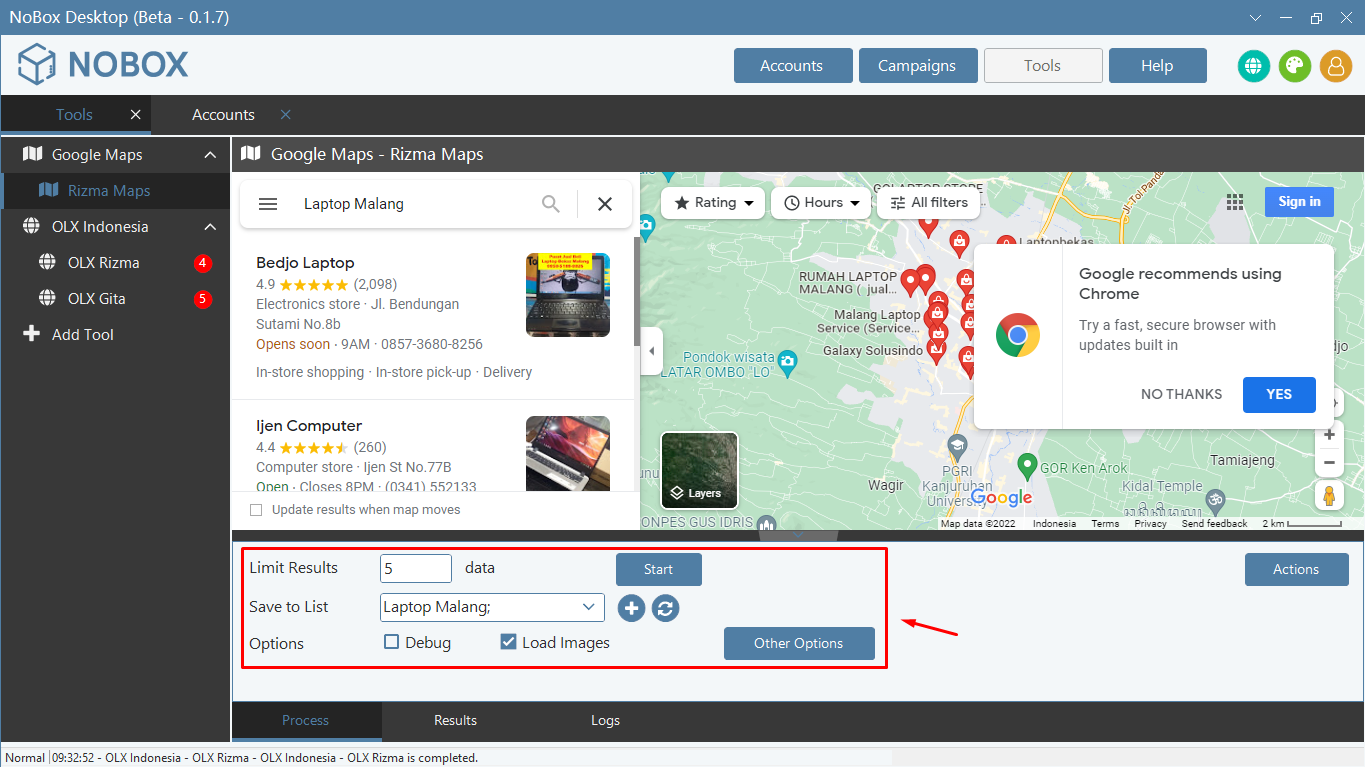 NoBox Desktop (Beta - 0.1.7)
NOBOX
Accounts
Campaigns
Tools
Help
Tools
Accounts
Google Maps
Rizma Maps
OLX Indonesia
OLX Rizma 4
OLX Gita 5
Add Tool
Google Maps - Rizma Maps
Laptop Malang
Bedjo Laptop
4.9 (2,098)
Electronics store · Jl. Bendungan
Sutami No.8b
Opens soon · 9AM · 0857-3680-8256
In-store shopping · In-store pick-up · Delivery
Ijen Computer
4.4 (260)
Computer store · Ijen St No.77B
Open · Closes 8PM · (0341) 552133
Update results when map moves
Rating
Hours
All filters
Sign in
GOLAPTOP STORE
Jl.-Tol Panda
Laptopbekas
RUMAH LAPTOP
MALANG ( jual...
Malang Laptop
Service (Service...
Galaxy Solusindo
Pondok wisata
LATAR OMBO "LO"
Google recommends using
Chrome
Try a fast, secure browser with
updates built in
NO THANKS
YES
Layers
Wagir
PGRI
Kanjuruhan
University
GOR Ken Arok
Tamiajeng
Kidal Temple
ONPES GUS IDRIS
Google
Map data ©2022
Indonesia
Terms
Privacy
Send feedback
2 km
Limit Results
5
data
Start
Actions
Save to List
Laptop Malang;
Options
Debug
Load Images
Other Options
Process
Results
Logs
Normal
09:32:52 - OLX Indonesia - OLX Rizma - OLX Indonesia - OLX Rizma is completed.